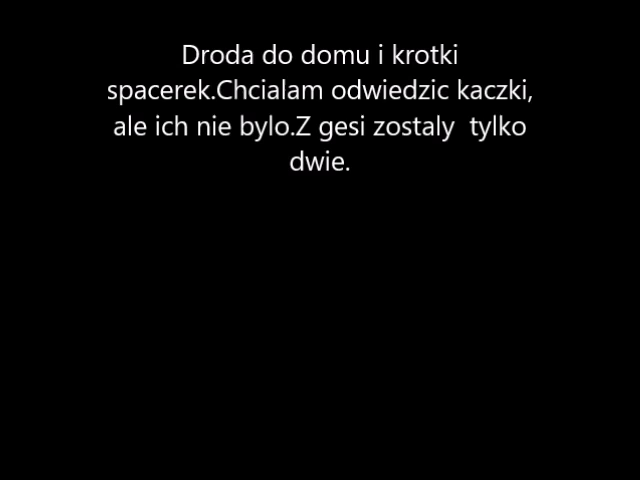 Droda do domu i krotki
spacerek.Chcialam odwiedzic kaczki,
ale ich nie bylo.Z gesi zostaly  tylko
dwie.